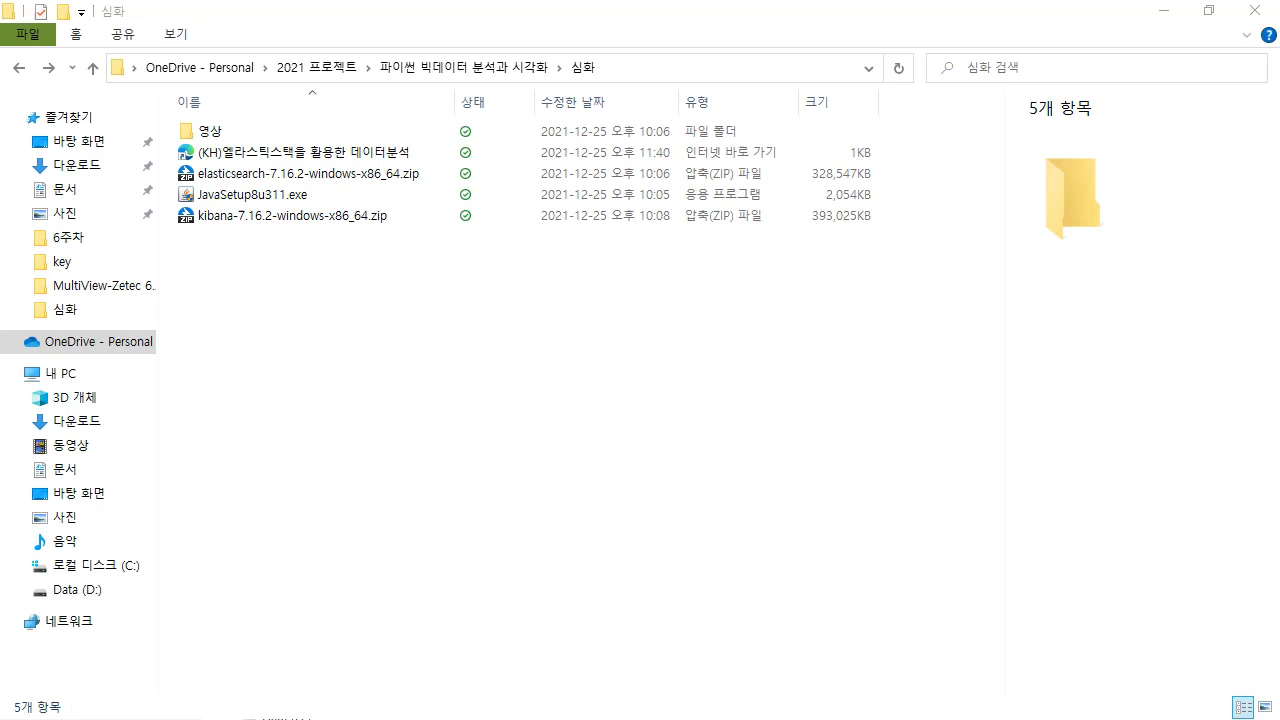 심화
파일 홈 공유 보기
OneDrive - Personal › 2021 프로젝트 › 파이썬 빅데이터 분석과 시각화 › 심화
심화 검색
이름 상태 수정한 날짜 유형 크기
영상 2021-12-25 오후 10:06 파일 폴더
(KH)엘라스틱스택을 활용한 데이터분석 2021-12-25 오후 11:40 인터넷 바로 가기 1KB
elasticsearch-7.16.2-windows-x86_64.zip 2021-12-25 오후 10:06 압축(ZIP) 파일 328,547KB
JavaSetup8u311.exe 2021-12-25 오후 10:05 응용 프로그램 2,054KB
kibana-7.16.2-windows-x86_64.zip 2021-12-25 오후 10:08 압축(ZIP) 파일 393,025KB
즐겨찾기
바탕 화면
다운로드
문서
사진
6주차
key
MultiView-Zetec 6.
심화
OneDrive - Personal
내 PC
3D 개체
다운로드
동영상
문서
바탕 화면
사진
음악
로컬 디스크 (C:)
Data (D:)
네트워크
5개 항목
5개 항목